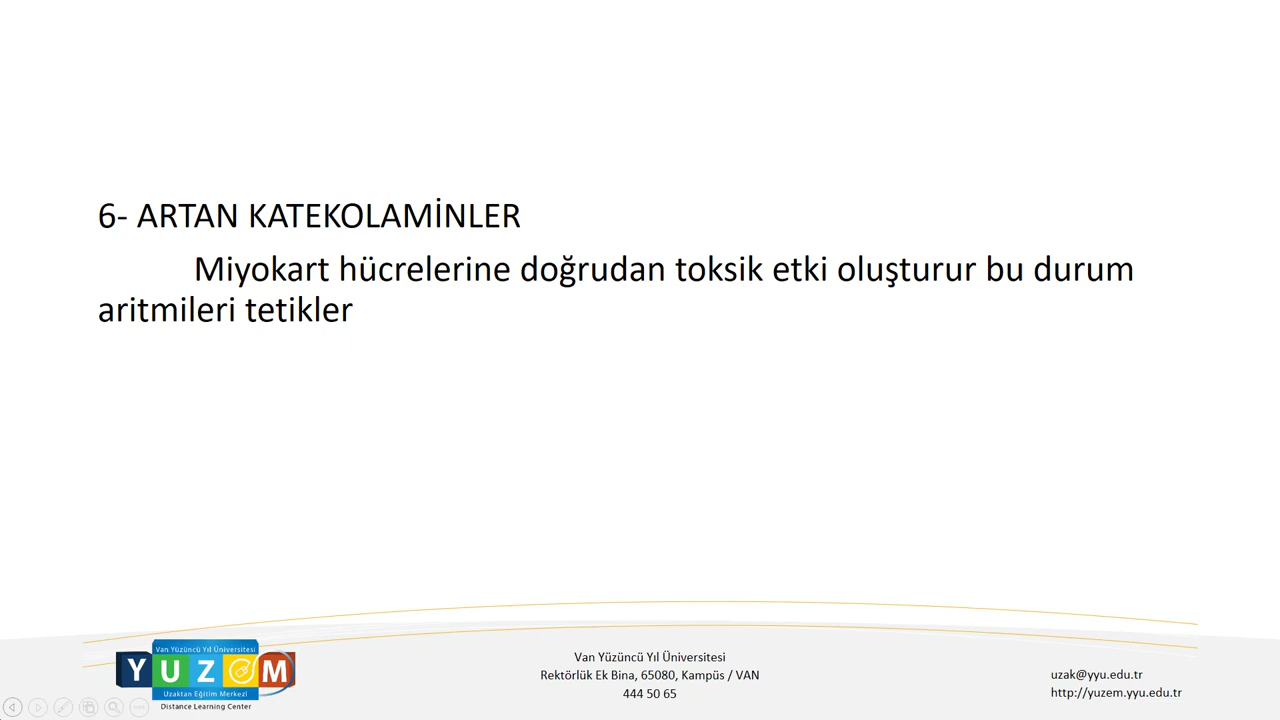 6- ARTAN KATEKOLAMİNLER
Miyokart hücrelerine doğrudan toksik etki oluşturur bu durum
aritmileri tetikler
Van Yüzüncü Yıl Üniversitesi
YUZEM
Uzaktan Eğitim Merkezi
Distance Learning Center
Van Yüzüncü Yıl Üniversitesi
Rektörlük Ek Bina, 65080, Kampüs / VAN
444 50 65
uzak@yyu.edu.tr
http://yuzem.yyu.edu.tr